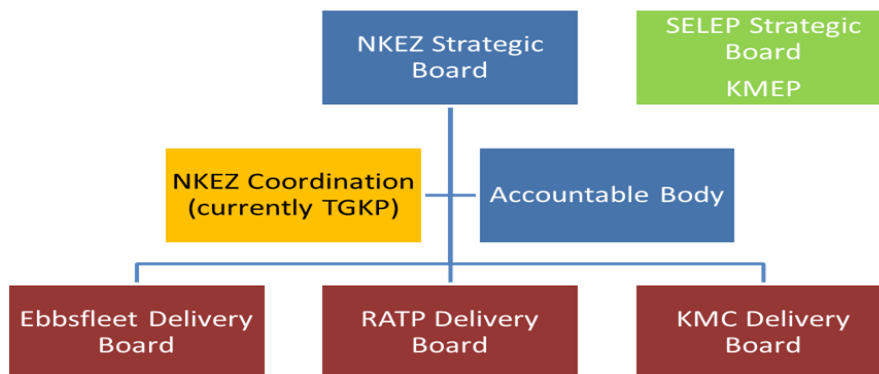 NKEZ Strategic
Board
SELEP Strategic
Board
KMEP
NKEZ Coordination
(currently TGKP)
Accountable Body
Ebbsfleet Delivery
Board
RATP Delivery
Board
KMC Delivery
Board